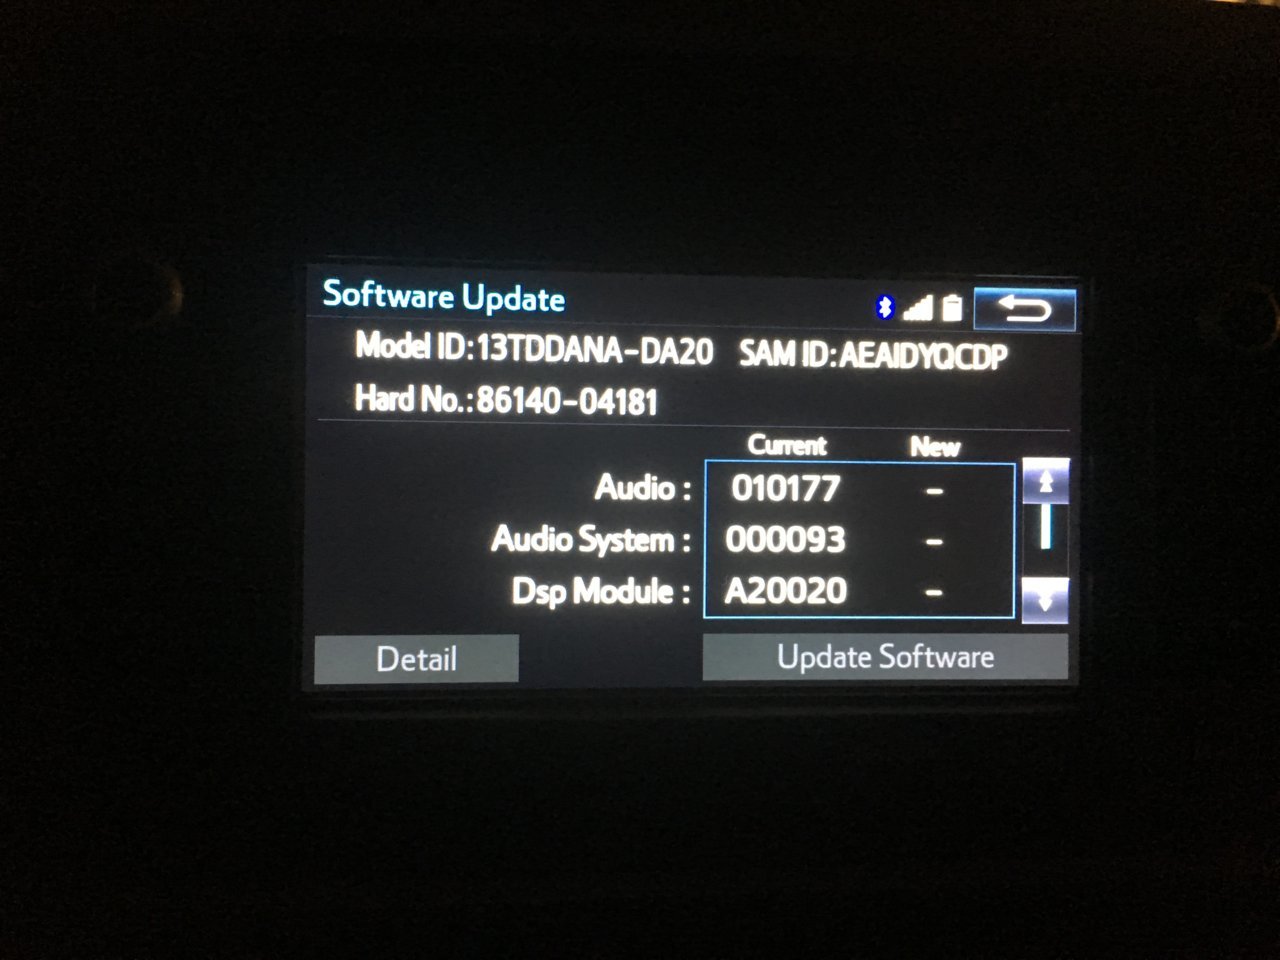 Software Update
Model ID:13TDDANA-DA20 SAM ID:AEAIDYQCDP
Hard No.:86140-04181
Current New
Audio : 010177 -
Audio System : 000093 -
Dsp Module : A20020 -
Detail Update Software